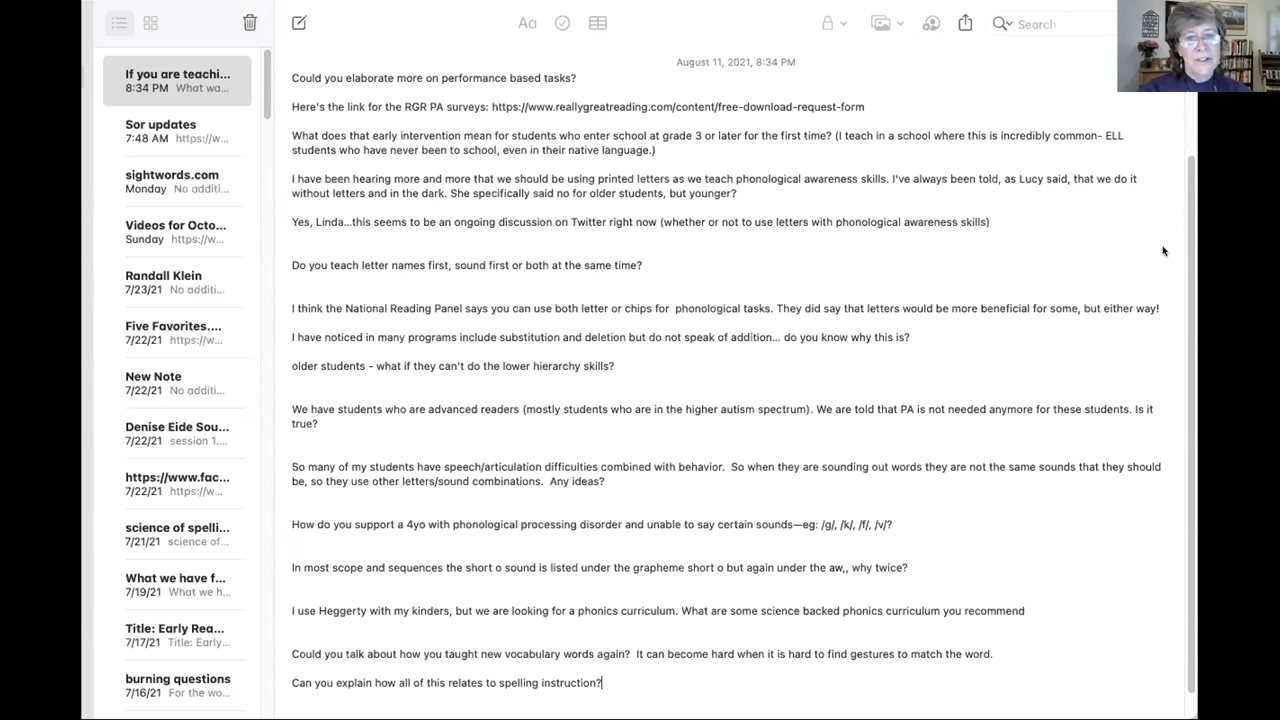 Aa
Search
If you are teachi...
8:34 PM What wa...
Sor updates
7:48 AM https://w...
sightwords.com
Monday No additi...
Videos for Octo...
Sunday https://w...
Randall Klein
7/23/21 No additi...
Five Favorites....
7/22/21 https://w...
New Note
7/22/21 No additi...
Denise Eide Sou...
7/22/21 session 1....
https://www.fac...
7/22/21 https://w...
science of spelli...
7/21/21 science of...
What we have f...
7/19/21 What we h...
Title: Early Rea...
7/17/21 Title: Early...
burning questions
7/16/21 For the wo...
August 11, 2021, 8:34 PM
Could you elaborate more on performance based tasks?
Here's the link for the RGR PA surveys: https://www.reallygreatreading.com/content/free-download-request-form
What does that early intervention mean for students who enter school at grade 3 or later for the first time? (I teach in a school where this is incredibly common- ELL
students who have never been to school, even in their native language.)
I have been hearing more and more that we should be using printed letters as we teach phonological awareness skills. I've always been told, as Lucy said, that we do it
without letters and in the dark. She specifically said no for older students, but younger?
Yes, Linda...this seems to be an ongoing discussion on Twitter right now (whether or not to use letters with phonological awareness skills)
Do you teach letter names first, sound first or both at the same time?
I think the National Reading Panel says you can use both letter or chips for  phonological tasks. They did say that letters would be more beneficial for some, but either way!
I have noticed in many programs include substitution and deletion but do not speak of addition... do you know why this is?
older students - what if they can't do the lower hierarchy skills?
We have students who are advanced readers (mostly students who are in the higher autism spectrum). We are told that PA is not needed anymore for these students. Is it
true?
So many of my students have speech/articulation difficulties combined with behavior.  So when they are sounding out words they are not the same sounds that they should
be, so they use other letters/sound combinations.  Any ideas?
How do you support a 4yo with phonological processing disorder and unable to say certain sounds—eg: /g/, /k/, /f/, /v/?
In most scope and sequences the short o sound is listed under the grapheme short o but again under the aw,, why twice?
I use Heggerty with my kinders, but we are looking for a phonics curriculum. What are some science backed phonics curriculum you recommend
Could you talk about how you taught new vocabulary words again?  It can become hard when it is hard to find gestures to match the word.
Can you explain how all of this relates to spelling instruction?